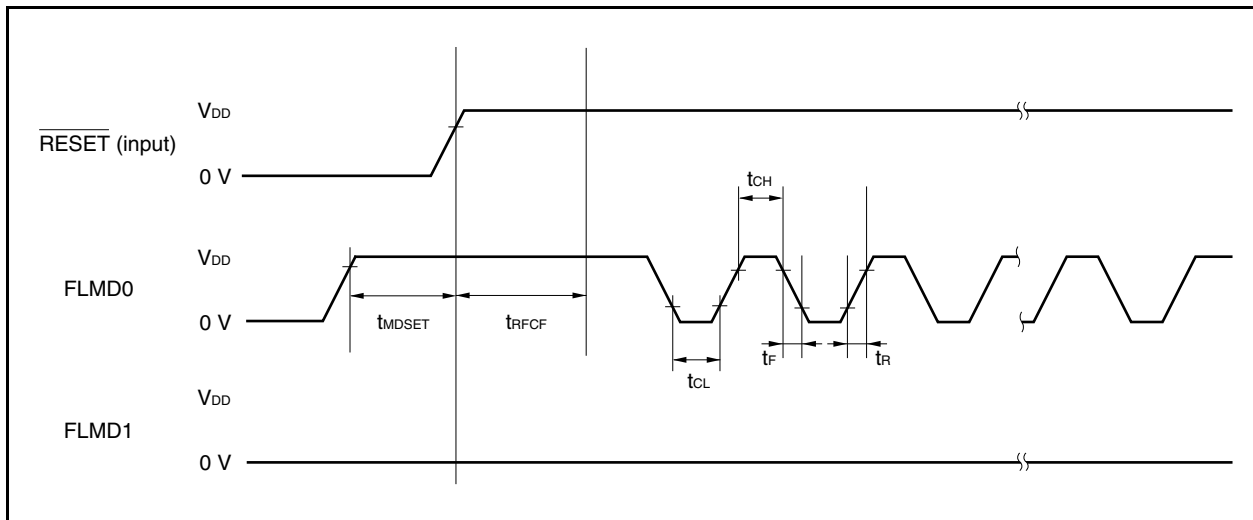 VDD
RESET (input)
0 V
tCH
VDD
FLMD0
tMDSET
tRFCF
0 V
tF
tR
tCL
VDD
FLMD1
0 V